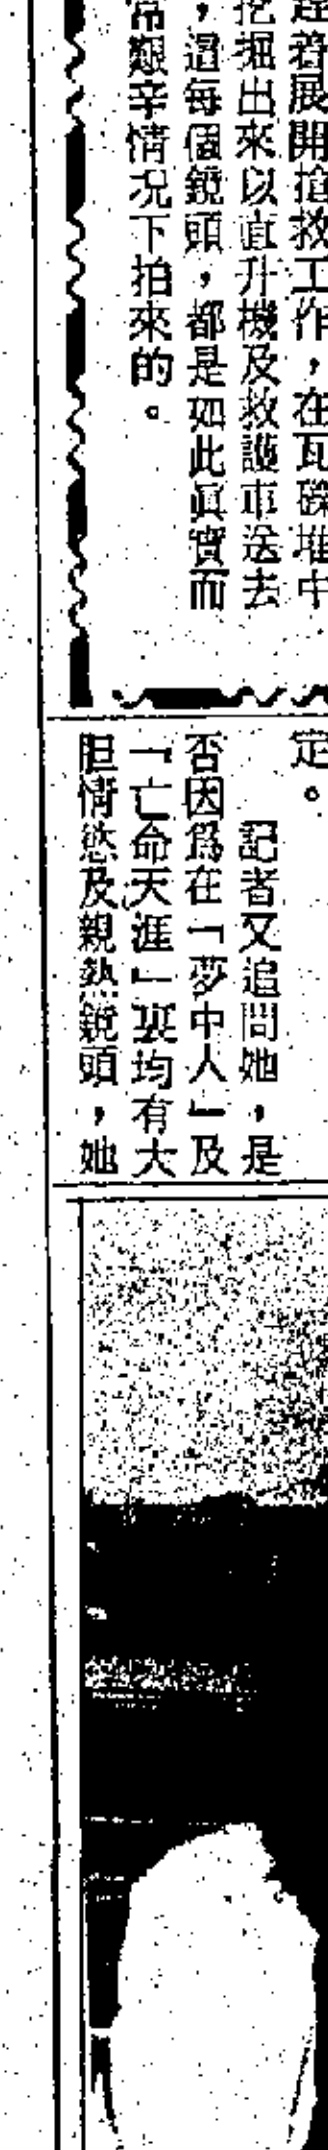 着展開搶救工作，在瓦礫堆中
挖掘出來以直升機及救護車送去
，這每個鏡頭，都是如此眞實而
常艱辛情况下拍來的。
定。
記者又追問她，是
否因爲在「夢中人」及
「亡命天涯」裏均有大
胆情慾及親熱鏡頭，她